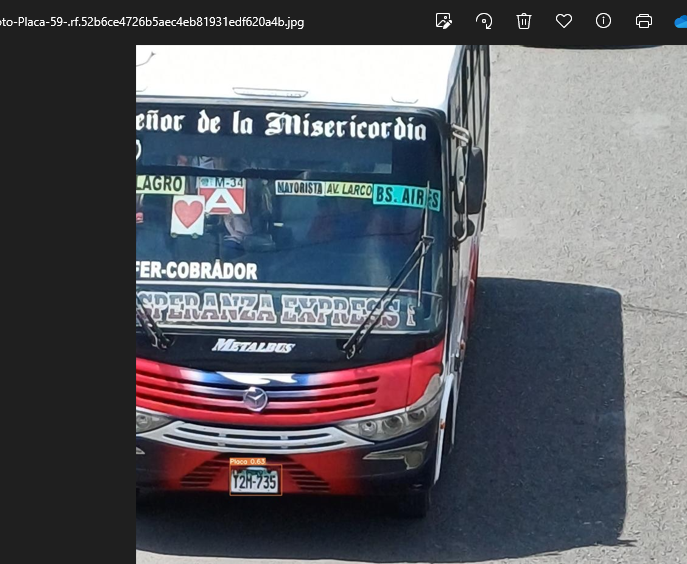 oto-Placa-59-.rf.52b6ce4726b5aec4eb81931edf620a4b.jpg
eñor de la Misericordia
LAGRO
M-34
A
MAYORISTA
AV. LARCO
BS. AIRES
FER-COBRADOR
SPERANZA EXPRESS
METALBUS
Placa 0.63
T2M-735